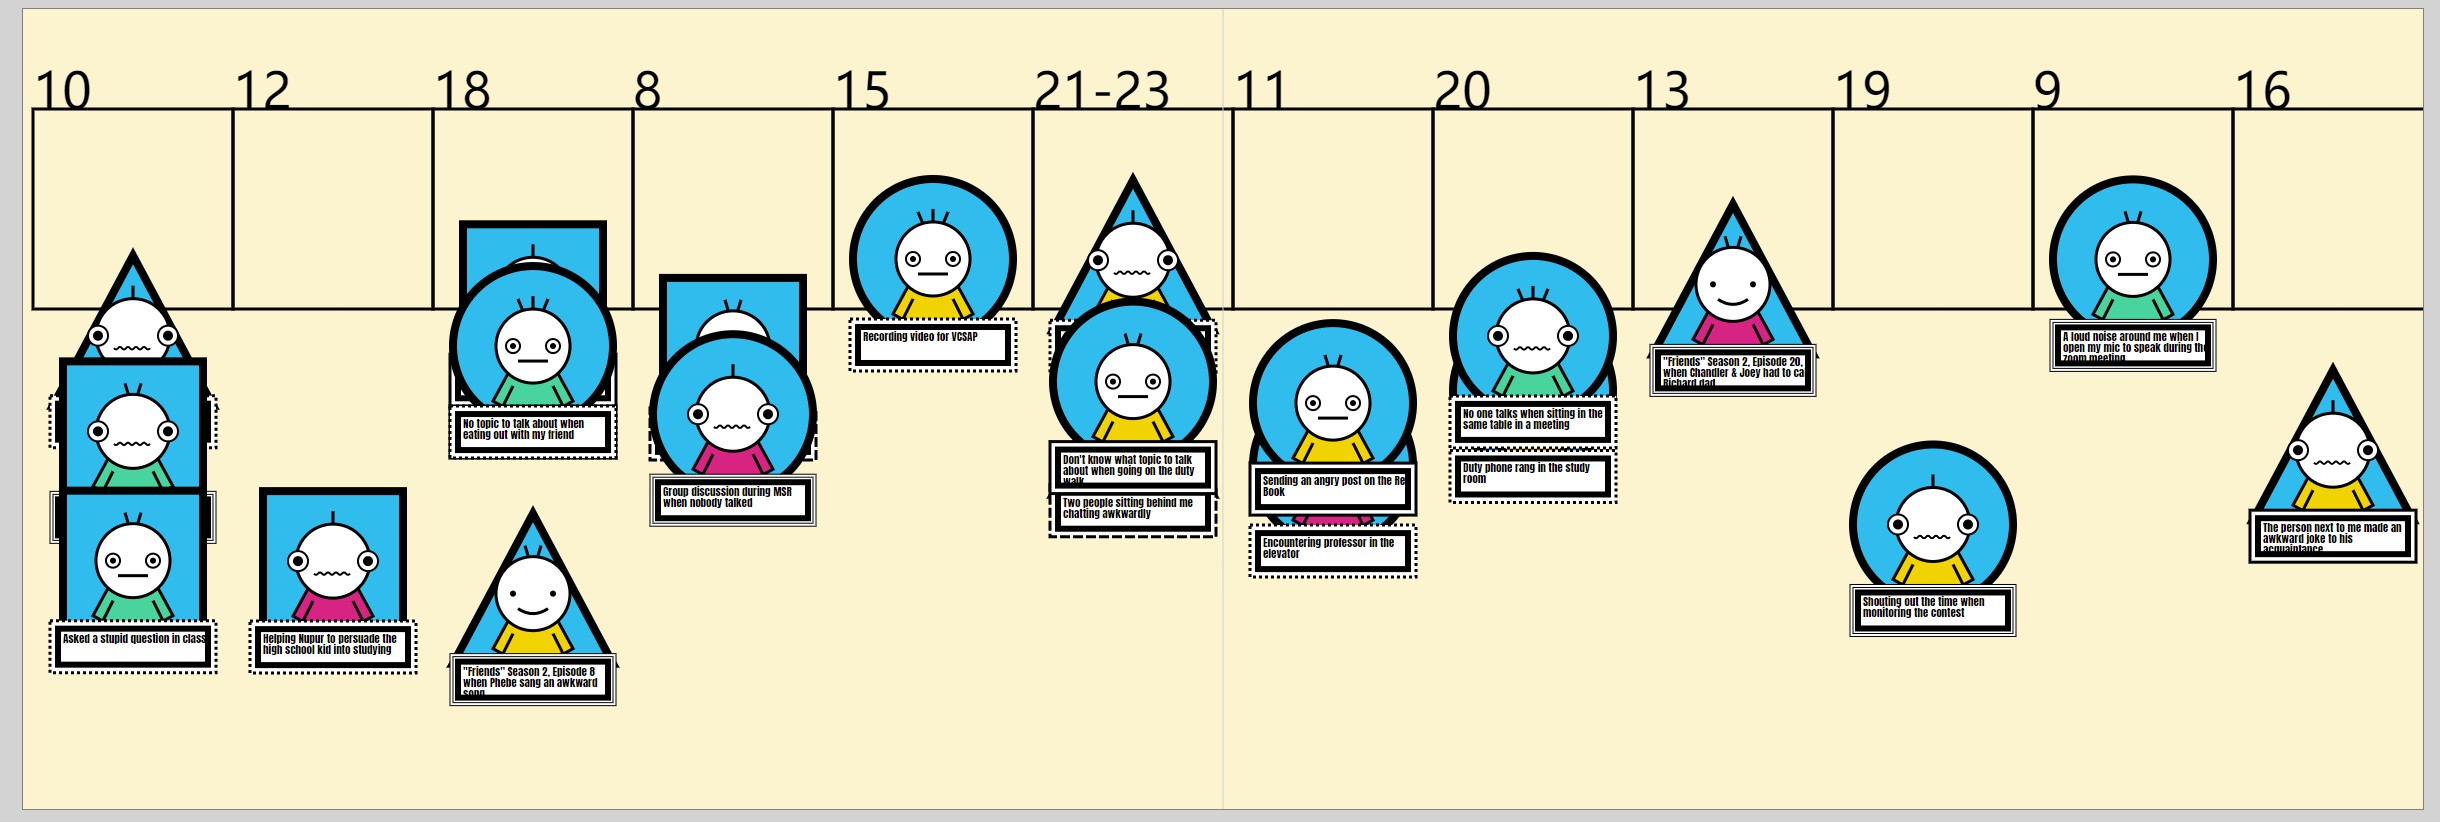 10 12 18 8 15 21-23 11 20 13 19 9 16
Asked a stupid question in class
Helping Nupur to persuade the
high school kid into studying
No topic to talk about when
eating out with my friend
"Friends" Season 2, Episode 8
when Phebe sang an awkward
song
Group discussion during MSR
when nobody talked
Recording video for VCSAP
Don't know what topic to talk
about when going on the duty
walk
Two people sitting behind me
chatting awkwardly
Sending an angry post on the Re
Book
Encountering professor in the
elevator
No one talks when sitting in the
same table in a meeting
Duty phone rang in the study
room
"Friends" Season 2, Episode 20,
when Chandler & Joey had to ca
Richard dad
Shouting out the time when
monitoring the contest
A loud noise around me when I
open my mic to speak during the
zoom meeting
The person next to me made an
awkward joke to his
acquaintance